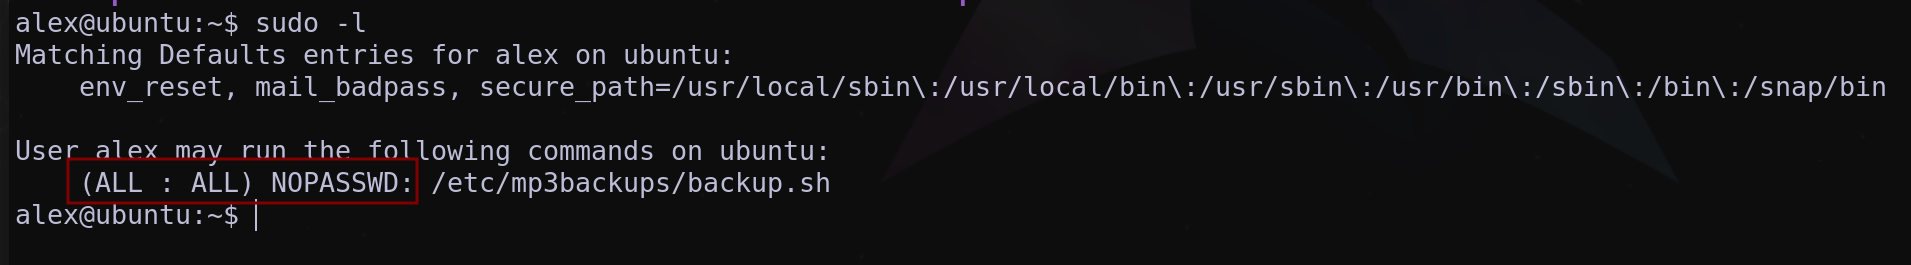 alex@ubuntu:~$ sudo -l
Matching Defaults entries for alex on ubuntu:
    env_reset, mail_badpass, secure_path=/usr/local/sbin\:/usr/local/bin\:/usr/sbin\:/usr/bin\:/sbin\:/bin\:/snap/bin

User alex may run the following commands on ubuntu:
    (ALL : ALL) NOPASSWD: /etc/mp3backups/backup.sh
alex@ubuntu:~$